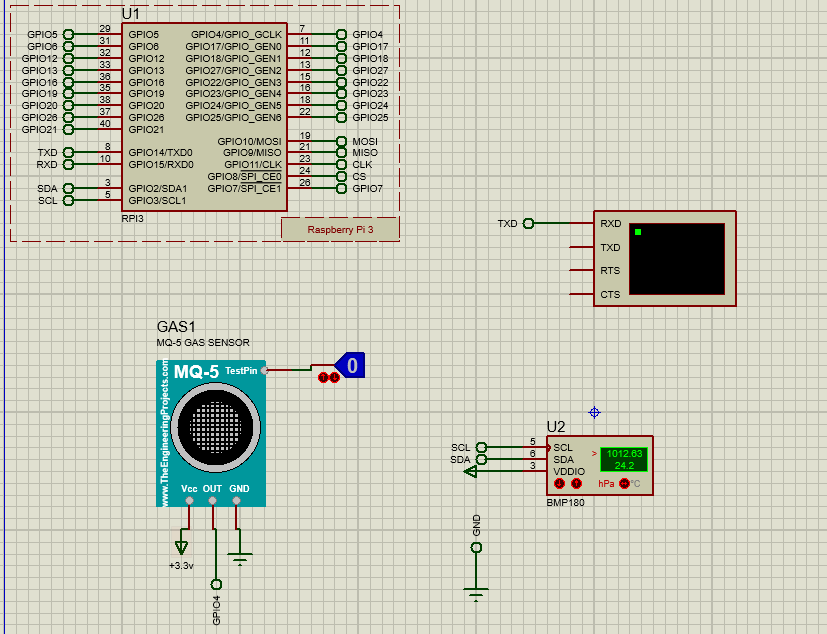 U1
29
GPIO5 GPIO5 GPIO4/GPIO_GCLK 7 GPIO4
31
GPIO6 GPIO6 GPIO17/GPIO_GEN0 11 GPIO17
32
GPIO12 GPIO12 GPIO18/GPIO_GEN1 12 GPIO18
33
GPIO13 GPIO13 GPIO27/GPIO_GEN2 13 GPIO27
36
GPIO16 GPIO16 GPIO22/GPIO_GEN3 15 GPIO22
35
GPIO19 GPIO19 GPIO23/GPIO_GEN4 16 GPIO23
38
GPIO20 GPIO20 GPIO24/GPIO_GEN5 18 GPIO24
37
GPIO26 GPIO26 GPIO25/GPIO_GEN6 22 GPIO25
40
GPIO21 GPIO21
GPIO10/MOSI 19 MOSI
8
TXD GPIO14/TXD0 GPIO9/MISO 21 MISO
10
RXD GPIO15/RXD0 GPIO11/CLK 23 CLK
GPIO8/SPI_CE0 24 CS
3
SDA GPIO2/SDA1 GPIO7/SPI_CE1 26 GPIO7
5
SCL GPIO3/SCL1
RPI3
Raspberry Pi 3
TXD RXD
TXD
RTS
CTS
GAS1
MQ-5 GAS SENSOR
MQ-5 TestPin
0
www.TheEngineeringProjects.com
Vcc OUT GND
+3.3v
GPIO4
U2
SCL 5 SCL
SDA 6 SDA
3 VDDIO
> 1012.63
24.2
hPa °C
BMP180
GND